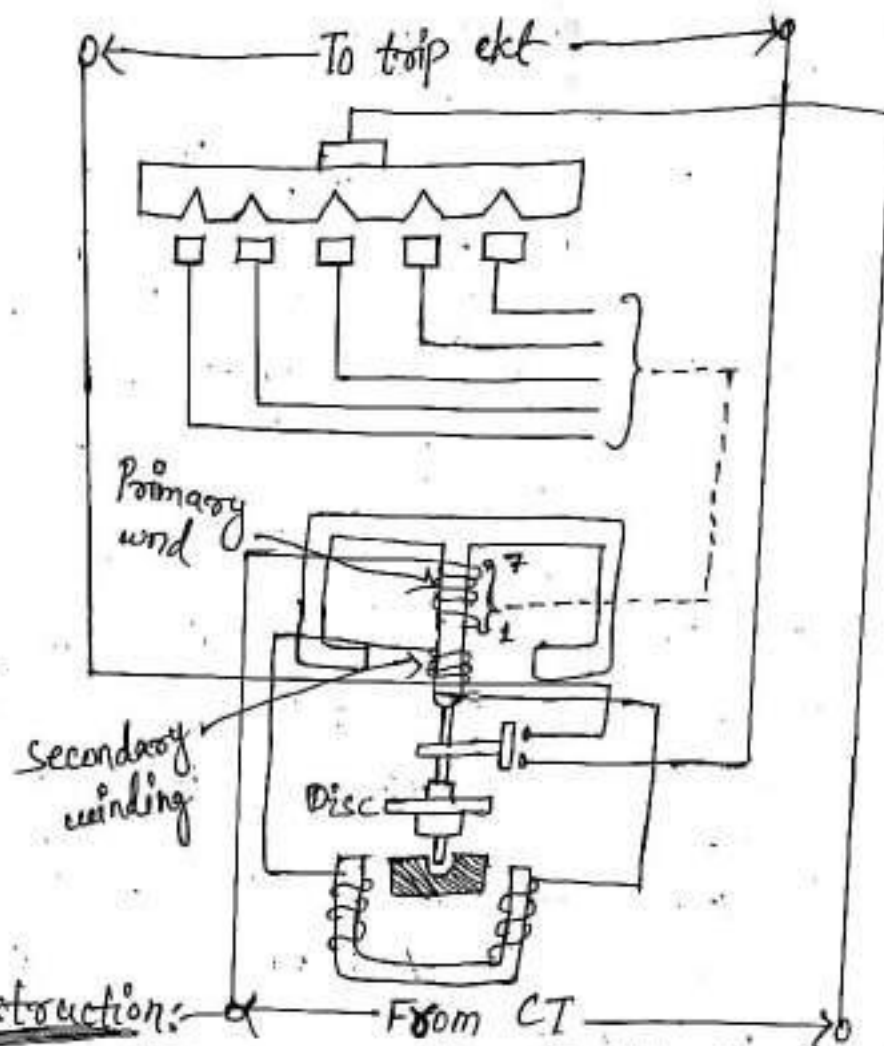 To trip ckt
Primary
wnd
7
1
Secondary
winding
Disc
struction:-
From CT